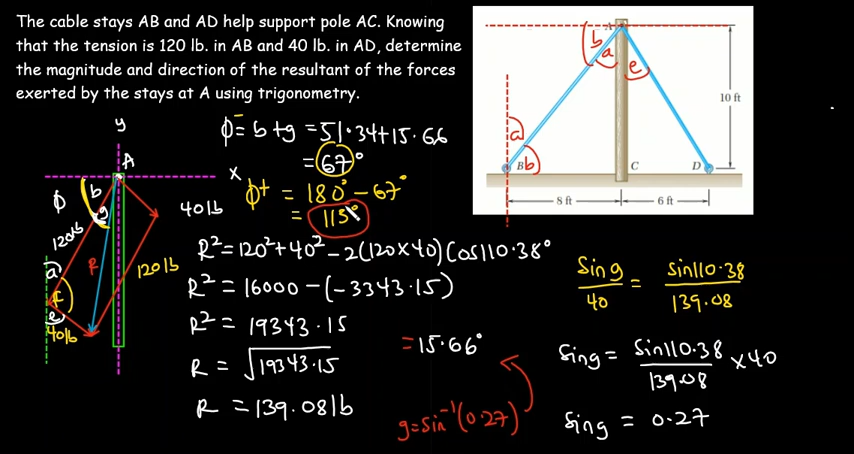 The cable stays AB and AD help support pole AC. Knowing
that the tension is 120 lb. in AB and 40 lb. in AD, determine
the magnitude and direction of the resultant of the forces
exerted by the stays at A using trigonometry.
A
b
a
e
10 ft
a
B
b
C
D
8 ft
6 ft
y
A
x
ϕ
b
g
40lb
120lb
R
120lb
a
f
e
40lb
ϕ⁻ = b + g = 51.34+15.66
= 67°
ϕ⁺ = 180° - 67°
= 115°
R² = 120² + 40² - 2(120×40) Cos110.38°
R² = 16000 - (-3343.15)
R² = 19343.15
R = √19343.15
R = 139.08lb
Sing/40 = Sin110.38/139.08
Sing = Sin110.38/139.08 × 40
Sing = 0.27
g=Sin⁻¹(0.27)
= 15.66°